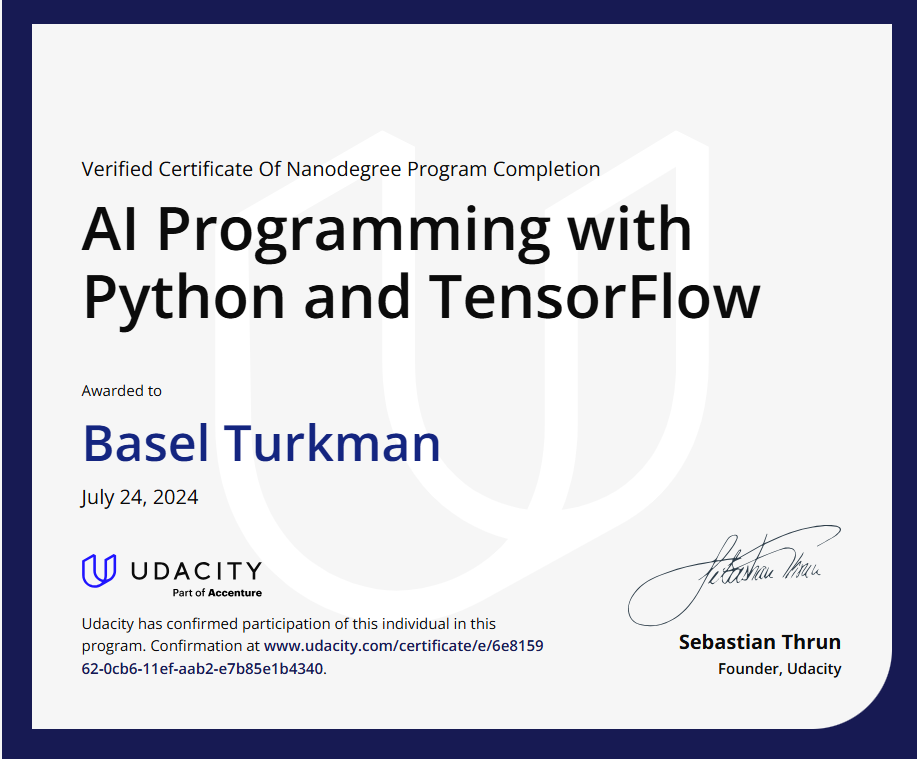 Verified Certificate Of Nanodegree Program Completion
AI Programming with
Python and TensorFlow
Awarded to
Basel Turkman
July 24, 2024
UDACITY
Part of Accenture
Udacity has confirmed participation of this individual in this
program. Confirmation at www.udacity.com/certificate/e/6e8159
62-0cb6-11ef-aab2-e7b85e1b4340.
Sebastian Thrun
Sebastian Thrun
Founder, Udacity